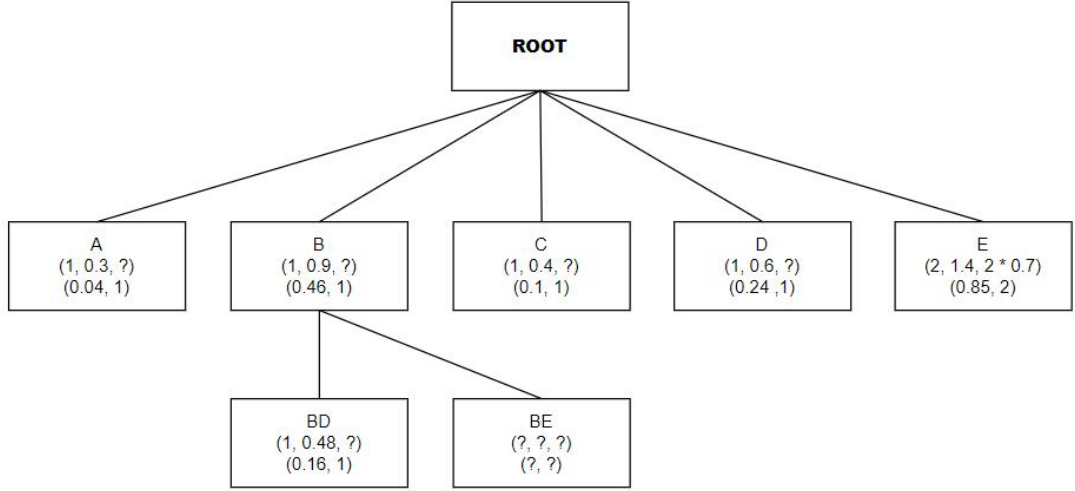 ROOT
A
(1, 0.3, ?)
(0.04, 1)
B
(1, 0.9, ?)
(0.46, 1)
C
(1, 0.4, ?)
(0.1, 1)
D
(1, 0.6, ?)
(0.24 ,1)
E
(2, 1.4, 2 * 0.7)
(0.85, 2)
BD
(1, 0.48, ?)
(0.16, 1)
BE
(?, ?, ?)
(?, ?)